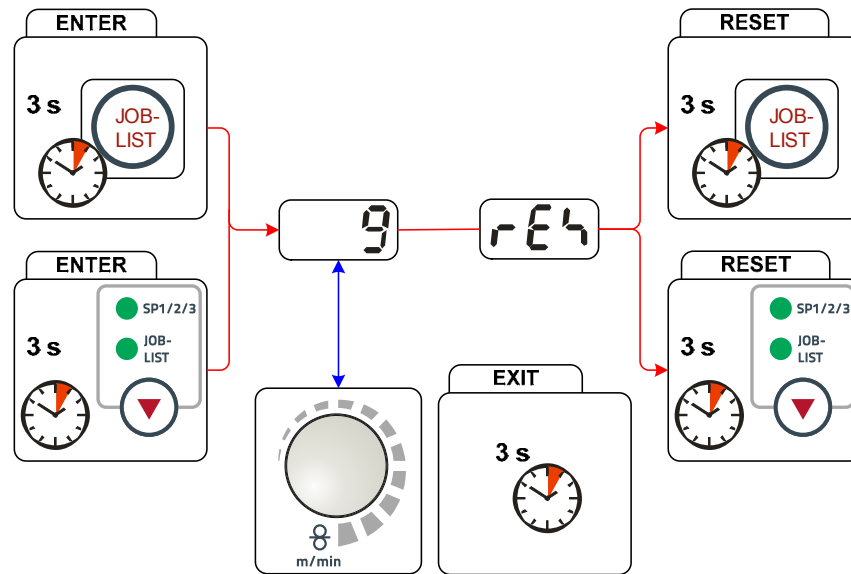 ENTER
3 s
JOB-
LIST
ENTER
3 s
SP1/2/3
JOB-
LIST
9
rEh
m/min
EXIT
3 s
RESET
3 s
JOB-
LIST
RESET
3 s
SP1/2/3
JOB-
LIST